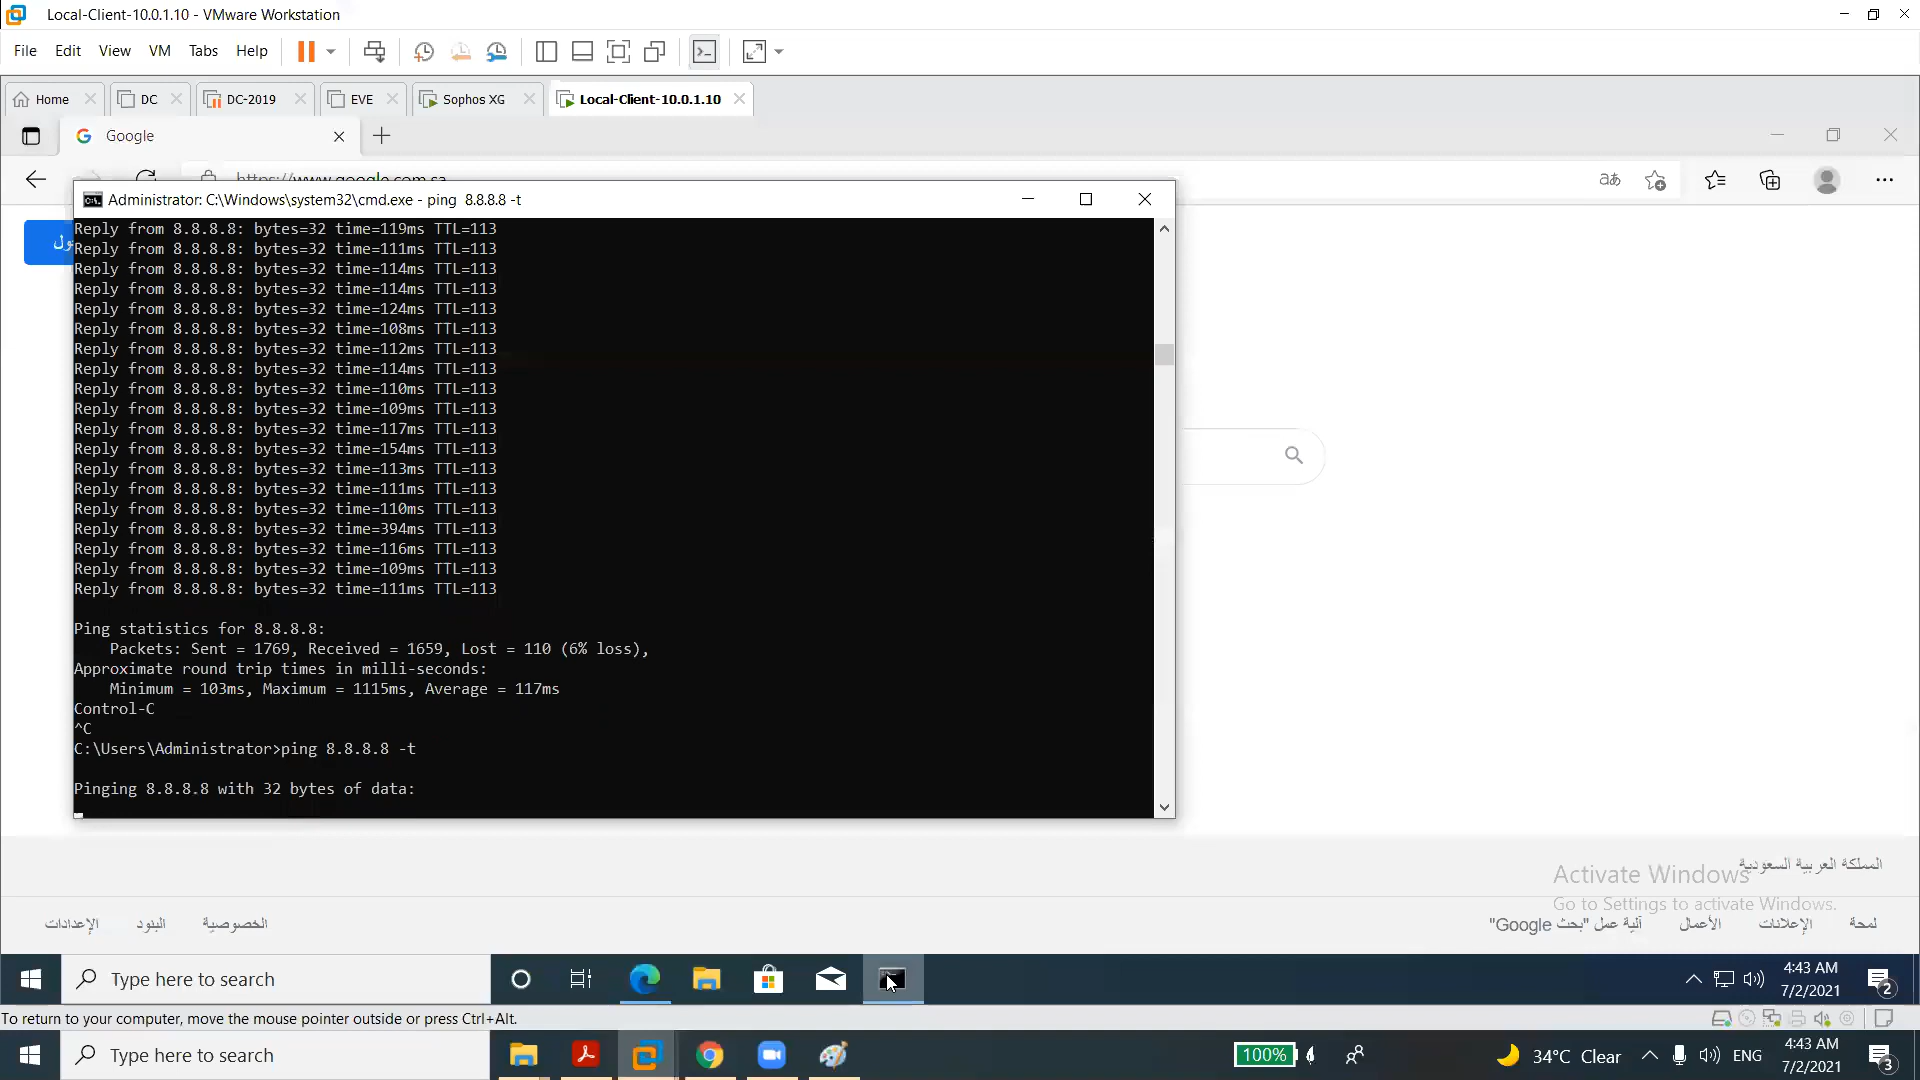 Local-Client-10.0.1.10 - VMware Workstation
File Edit View VM Tabs Help
Home DC DC-2019 EVE Sophos XG Local-Client-10.0.1.10
Google
https://www.google.com.sa
Administrator: C:\Windows\system32\cmd.exe - ping  8.8.8.8 -t
Reply from 8.8.8.8: bytes=32 time=119ms TTL=113
Reply from 8.8.8.8: bytes=32 time=111ms TTL=113
Reply from 8.8.8.8: bytes=32 time=114ms TTL=113
Reply from 8.8.8.8: bytes=32 time=114ms TTL=113
Reply from 8.8.8.8: bytes=32 time=124ms TTL=113
Reply from 8.8.8.8: bytes=32 time=108ms TTL=113
Reply from 8.8.8.8: bytes=32 time=112ms TTL=113
Reply from 8.8.8.8: bytes=32 time=114ms TTL=113
Reply from 8.8.8.8: bytes=32 time=110ms TTL=113
Reply from 8.8.8.8: bytes=32 time=109ms TTL=113
Reply from 8.8.8.8: bytes=32 time=117ms TTL=113
Reply from 8.8.8.8: bytes=32 time=154ms TTL=113
Reply from 8.8.8.8: bytes=32 time=113ms TTL=113
Reply from 8.8.8.8: bytes=32 time=111ms TTL=113
Reply from 8.8.8.8: bytes=32 time=110ms TTL=113
Reply from 8.8.8.8: bytes=32 time=394ms TTL=113
Reply from 8.8.8.8: bytes=32 time=116ms TTL=113
Reply from 8.8.8.8: bytes=32 time=109ms TTL=113
Reply from 8.8.8.8: bytes=32 time=111ms TTL=113
Ping statistics for 8.8.8.8:
Packets: Sent = 1769, Received = 1659, Lost = 110 (6% loss),
Approximate round trip times in milli-seconds:
Minimum = 103ms, Maximum = 1115ms, Average = 117ms
Control-C
^C
C:\Users\Administrator>ping 8.8.8.8 -t
Pinging 8.8.8.8 with 32 bytes of data:
المملكة العربية السعودية
Activate Windows
Go to Settings to activate Windows.
لمحة الإعلانات الأعمال آلية عمل "بحث Google" الخصوصية البنود الإعدادات
Type here to search
4:43 AM
7/2/2021
2
To return to your computer, move the mouse pointer outside or press Ctrl+Alt.
Type here to search
100%
34°C Clear
ENG
4:43 AM
7/2/2021
3